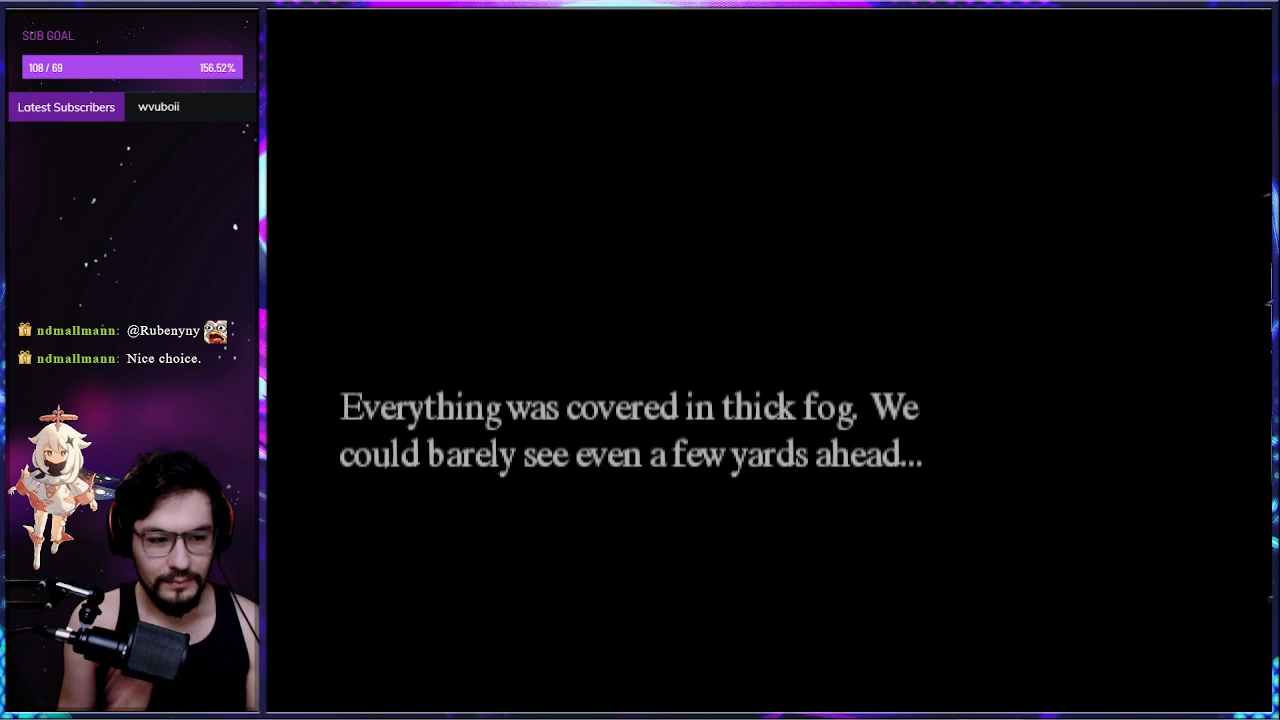 SUB GOAL
108 / 69 156.52%
Latest Subscribers wvuboii
ndmallmann: @Rubenyny
ndmallmann: Nice choice.
Everything was covered in thick fog. We
could barely see even a few yards ahead...